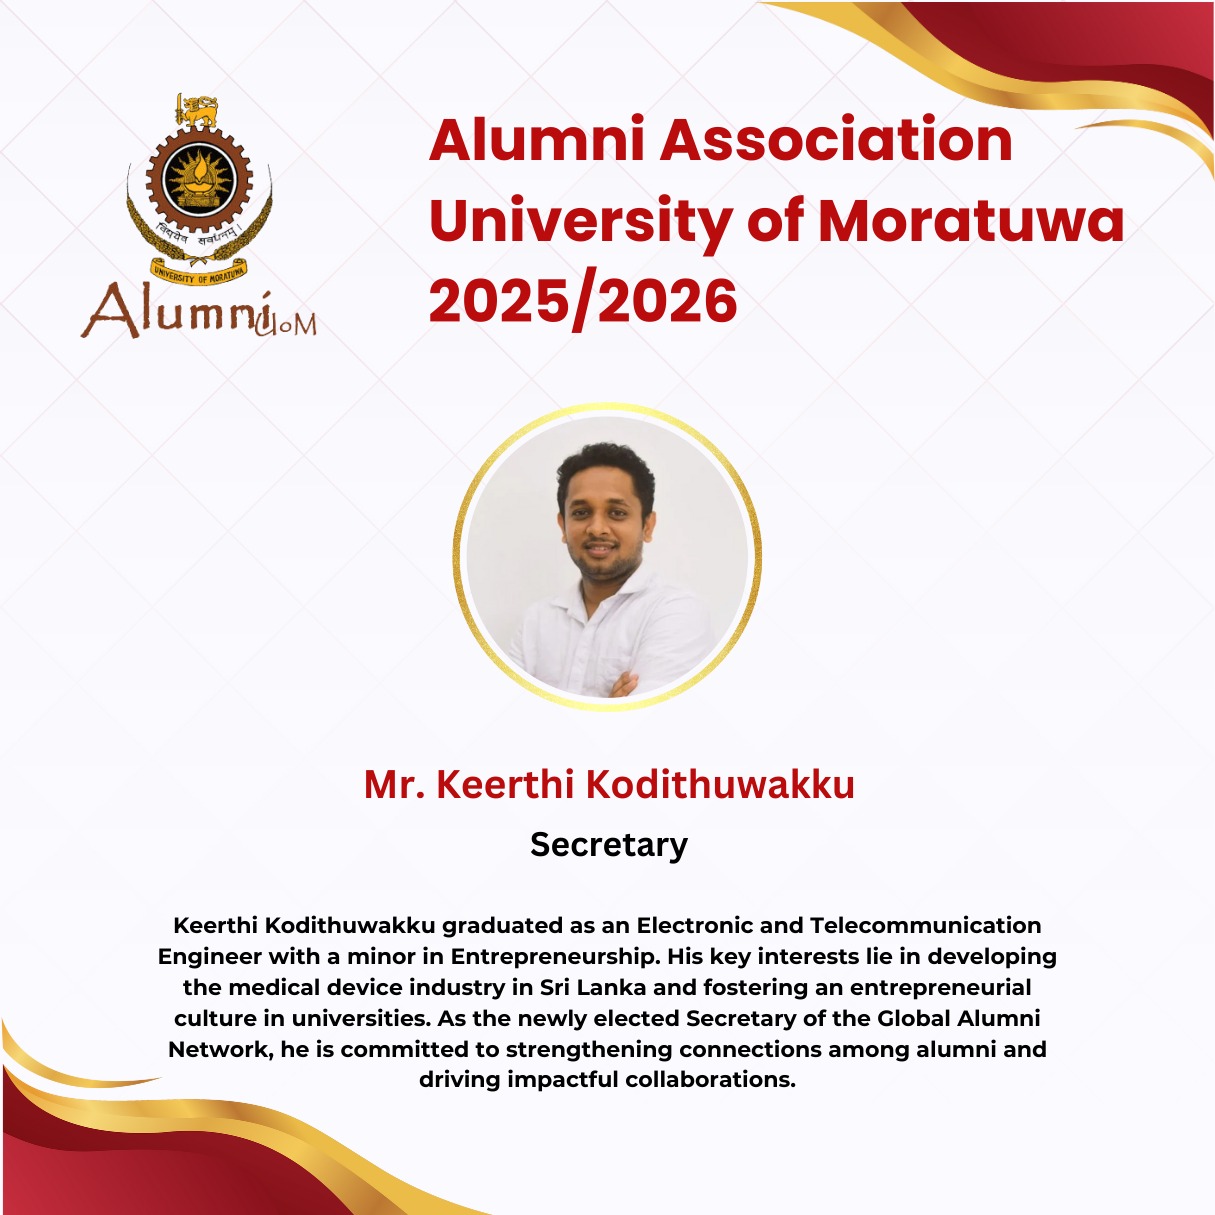 विद्ययैव सर्वधनम्।
UNIVERSITY OF MORATUWA
Alumni UoM
Alumni Association
University of Moratuwa
2025/2026
Mr. Keerthi Kodithuwakku
Secretary
Keerthi Kodithuwakku graduated as an Electronic and Telecommunication
Engineer with a minor in Entrepreneurship. His key interests lie in developing
the medical device industry in Sri Lanka and fostering an entrepreneurial
culture in universities. As the newly elected Secretary of the Global Alumni
Network, he is committed to strengthening connections among alumni and
driving impactful collaborations.